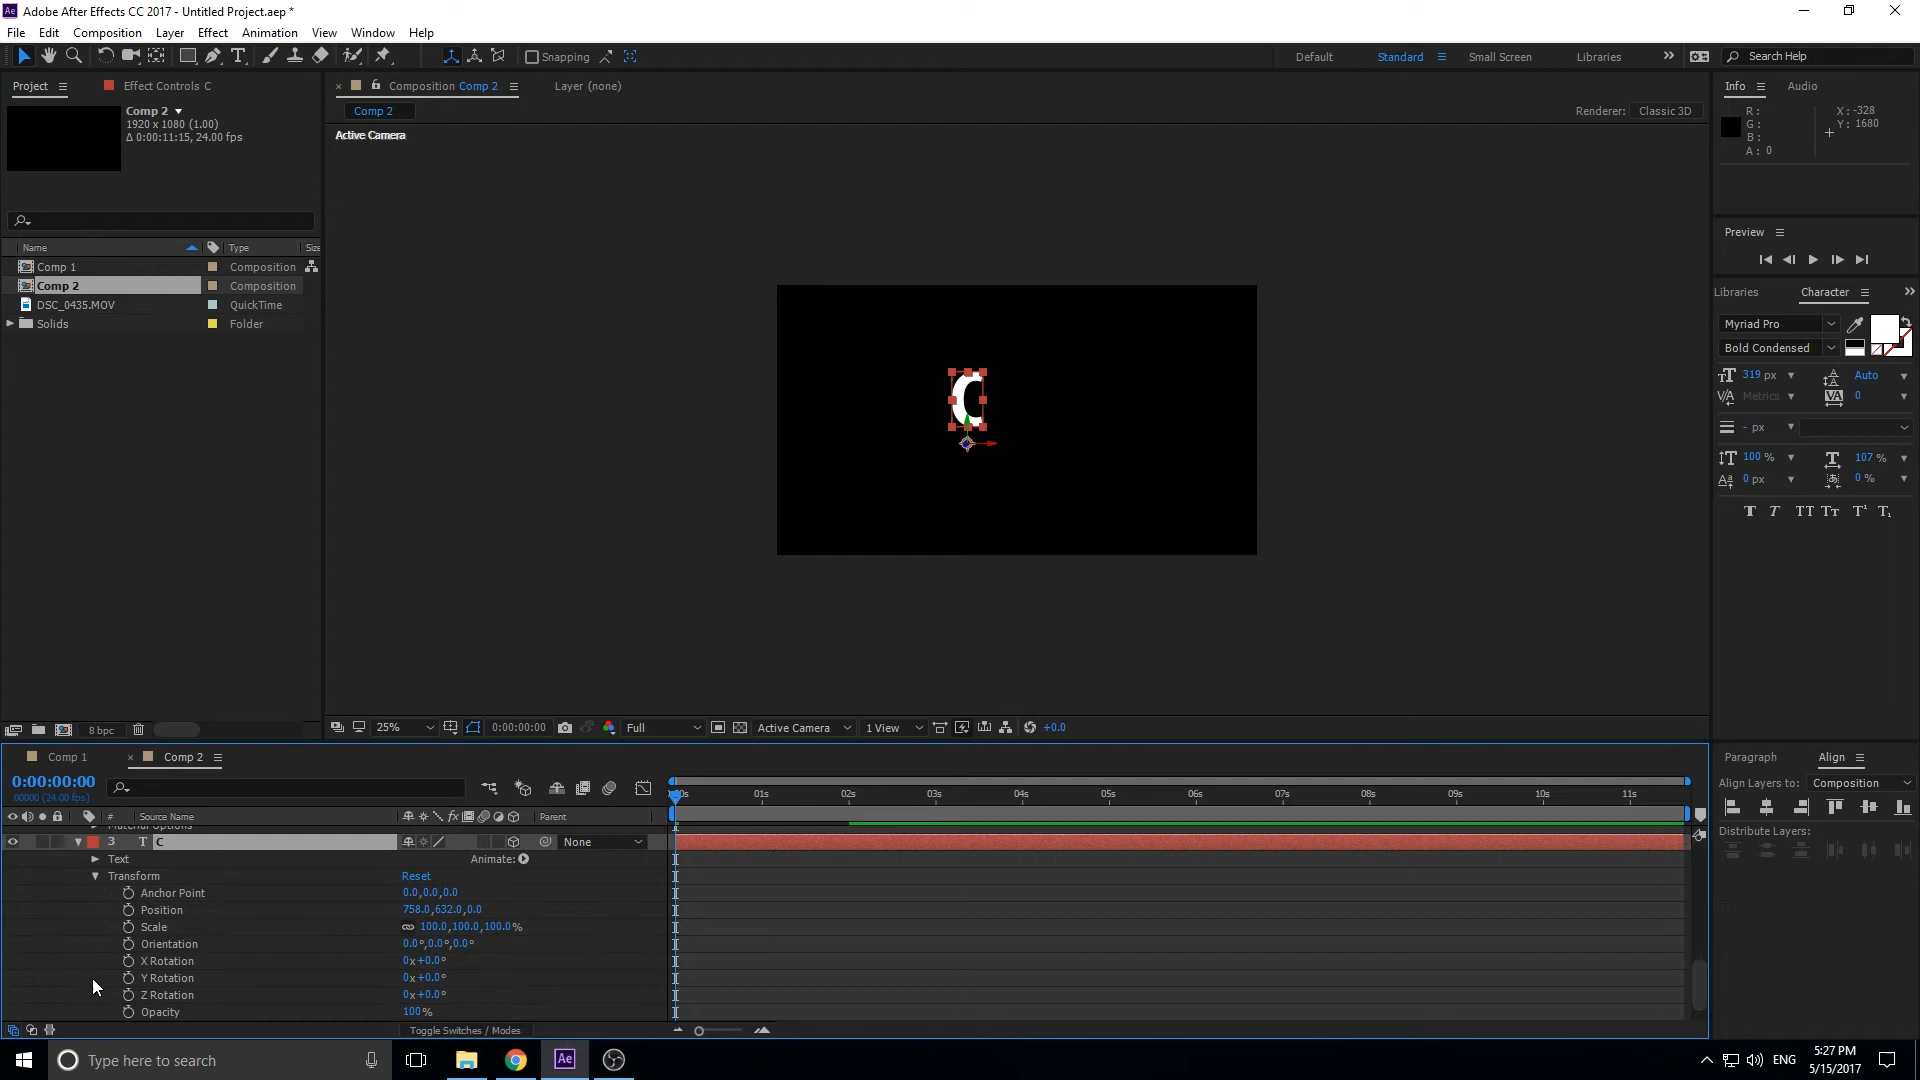 Ae Adobe After Effects CC 2017 - Untitled Project.aep *
File Edit Composition Layer Effect Animation View Window Help
T Snapping Default Standard Small Screen Libraries Search Help
Project Effect Controls C
Composition Comp 2 Layer (none)
Info Audio
Comp 2
1920 x 1080 (1.00)
Δ 0:00:11:15, 24.00 fps
Comp 2
Renderer: Classic 3D
Active Camera
R:
G:
B:
A: 0
X: -328
Y: 1680
Name Type Size
Comp 1 Composition
Comp 2 Composition
DSC_0435.MOV QuickTime
Solids Folder
C
Preview
Libraries Character
Myriad Pro
Bold Condensed
319 px Auto
Metrics 0
- px
100 % 107 %
0 px 0 %
T T TT Tt T¹ T₁
8 bpc
25% 0:00:00:00 Full Active Camera 1 View +0.0
Comp 1 Comp 2
0:00:00:00
00000 (24.00 fps)
:00s 01s 02s 03s 04s 05s 06s 07s 08s 09s 10s 11s
# Source Name fx Parent
Material Options
3 T C None
Text Animate:
Transform Reset
Anchor Point 0.0,0.0,0.0
Position 758.0,632.0,0.0
Scale 100.0,100.0,100.0%
Orientation 0.0°,0.0°,0.0°
X Rotation 0x+0.0°
Y Rotation 0x+0.0°
Z Rotation 0x+0.0°
Opacity 100%
Toggle Switches / Modes
Paragraph Align
Align Layers to: Composition
Distribute Layers:
Type here to search
Ae
ENG
5:27 PM
5/15/2017